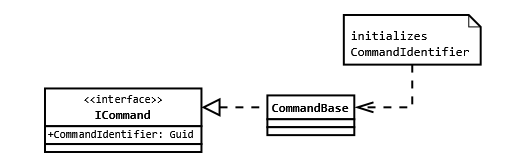 initializes
CommandIdentifier
<<interface>>
ICommand
+CommandIdentifier: Guid
CommandBase